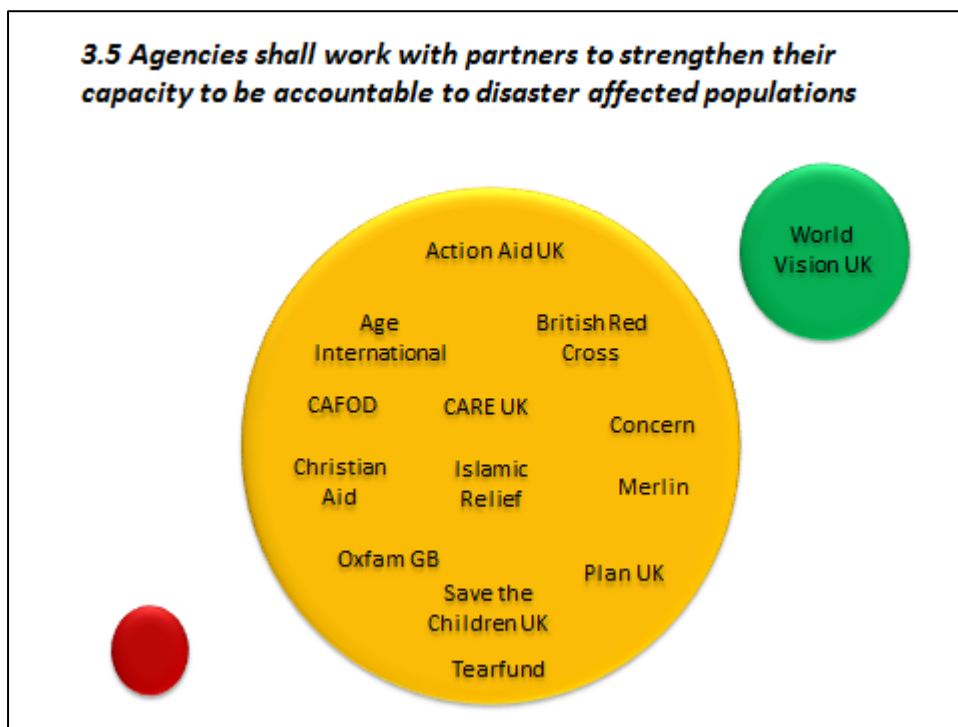 3.5 Agencies shall work with partners to strengthen their
capacity to be accountable to disaster affected populations
World
Vision UK
Action Aid UK
Age
International
British Red
Cross
CAFOD
CARE UK
Concern
Christian
Aid
Islamic
Relief
Merlin
Oxfam GB
Plan UK
Save the
Children UK
Tearfund